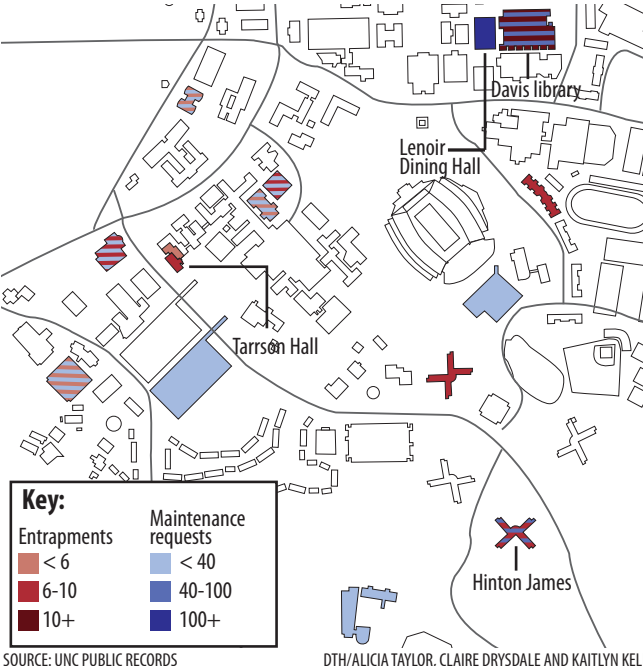 Davis library
Lenoir
Dining Hall
Tarrson Hall
Hinton James
Key:
Entrapments
< 6
6-10
10+
Maintenance
requests
< 40
40-100
100+
SOURCE: UNC PUBLIC RECORDS
DTH/ALICIA TAYLOR, CLAIRE DRYSDALE AND KAITLYN KEL